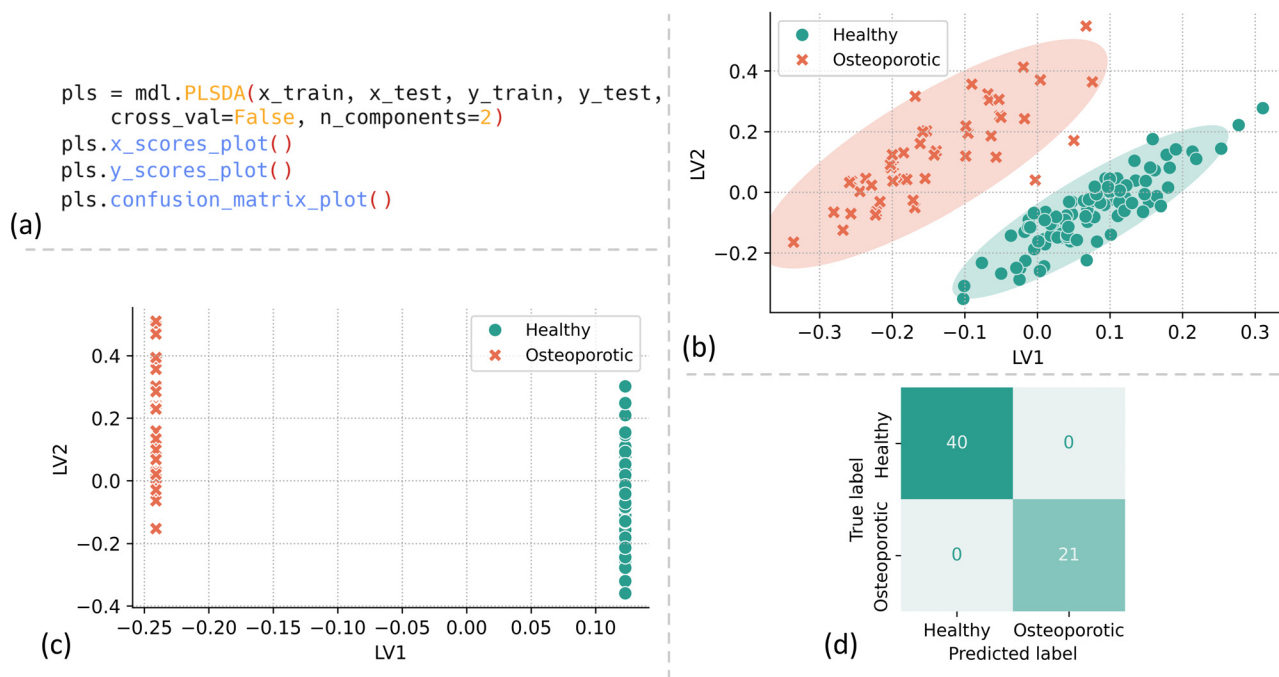 pls = mdl.PLSDA(x_train, x_test, y_train, y_test,
cross_val=False, n_components=2)
pls.x_scores_plot()
pls.y_scores_plot()
pls.confusion_matrix_plot()
(a)
Healthy
Osteoporotic
LV2
0.4
0.2
0.0
−0.2
−0.3
−0.2
−0.1
0.0
0.1
0.2
0.3
LV1
(b)
Healthy
Osteoporotic
LV2
0.4
0.2
0.0
−0.2
−0.4
−0.25
−0.20
−0.15
−0.10
−0.05
0.00
0.05
0.10
LV1
(c)
True label
Healthy
Osteoporotic
40
0
0
21
Healthy
Osteoporotic
Predicted label
(d)